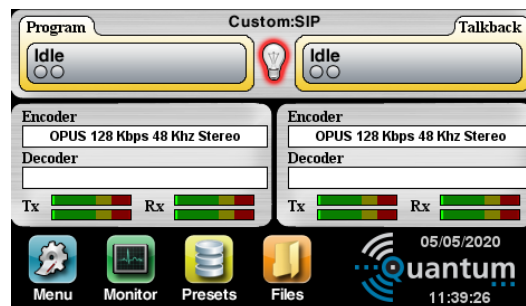 Program Custom:SIP Talkback
Idle Idle
Encoder Encoder
OPUS 128 Kbps 48 Khz Stereo OPUS 128 Kbps 48 Khz Stereo
Decoder Decoder
Tx Rx Tx Rx
05/05/2020
Quantum
Menu Monitor Presets Files 11:39:26